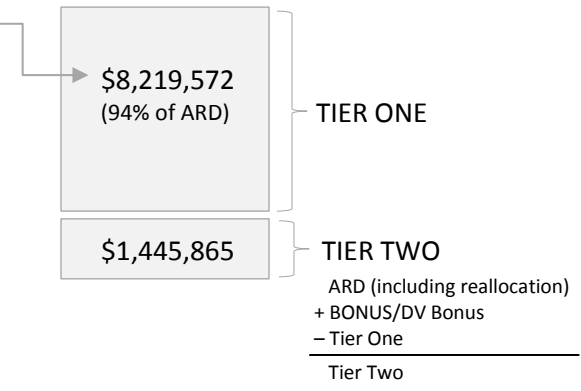 $8,219,572
(94% of ARD)
TIER ONE
$1,445,865
TIER TWO
ARD (including reallocation)
+ BONUS/DV Bonus
– Tier One
Tier Two